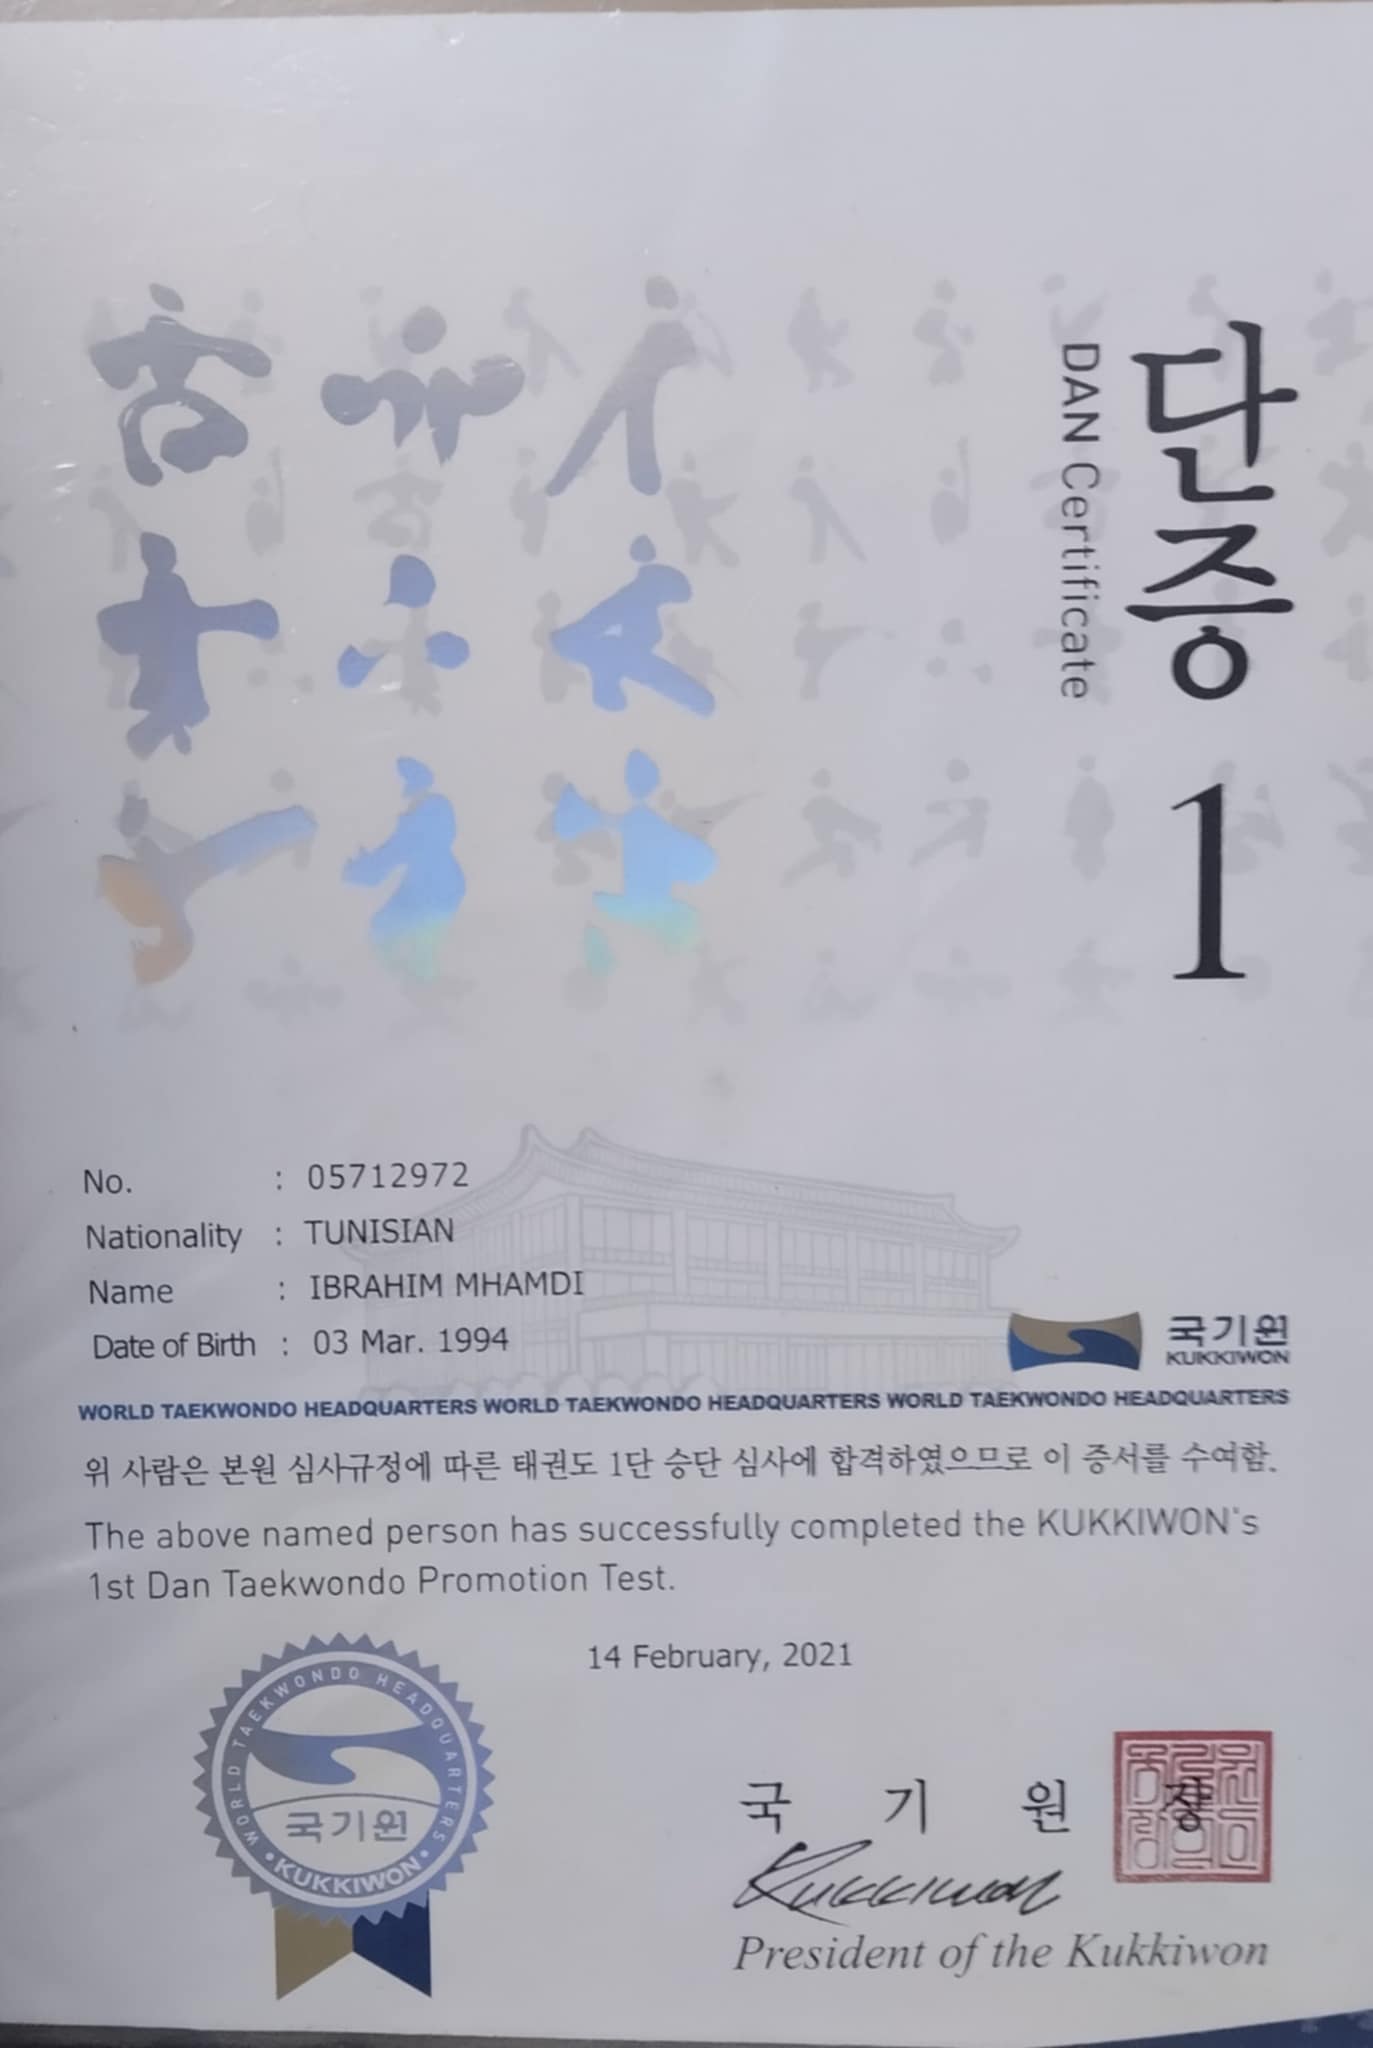 단증 1
DAN Certificate
No. : 05712972
Nationality : TUNISIAN
Name : IBRAHIM MHAMDI
Date of Birth : 03 Mar. 1994
국기원
KUKKIWON
WORLD TAEKWONDO HEADQUARTERS WORLD TAEKWONDO HEADQUARTERS WORLD TAEKWONDO HEADQUARTERS
위 사람은 본원 심사규정에 따른 태권도 1단 승단 심사에 합격하였으므로 이 증서를 수여함.
The above named person has successfully completed the KUKKIWON's
1st Dan Taekwondo Promotion Test.
14 February, 2021
WORLD TAEKWONDO HEADQUARTERS
국기원
KUKKIWON
국 기 원 장
Kukkiwon
President of the Kukkiwon